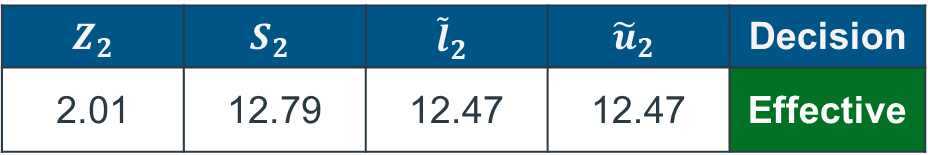 Z₂ S₂ l̃₂ ũ₂ Decision
2.01 12.79 12.47 12.47 Effective